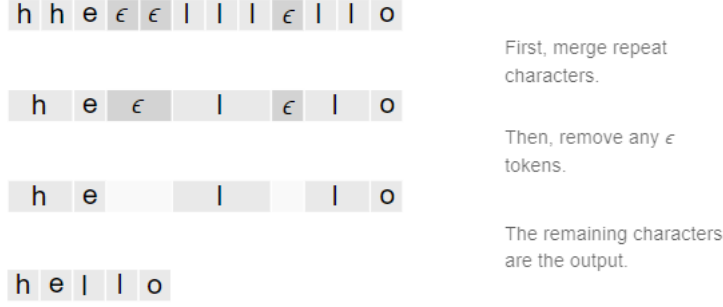 h h e ϵ ϵ l l l ϵ l l o
First, merge repeat
characters.
h e ϵ l ϵ l o
Then, remove any ϵ
tokens.
h e l l o
The remaining characters
are the output.
h e l l o